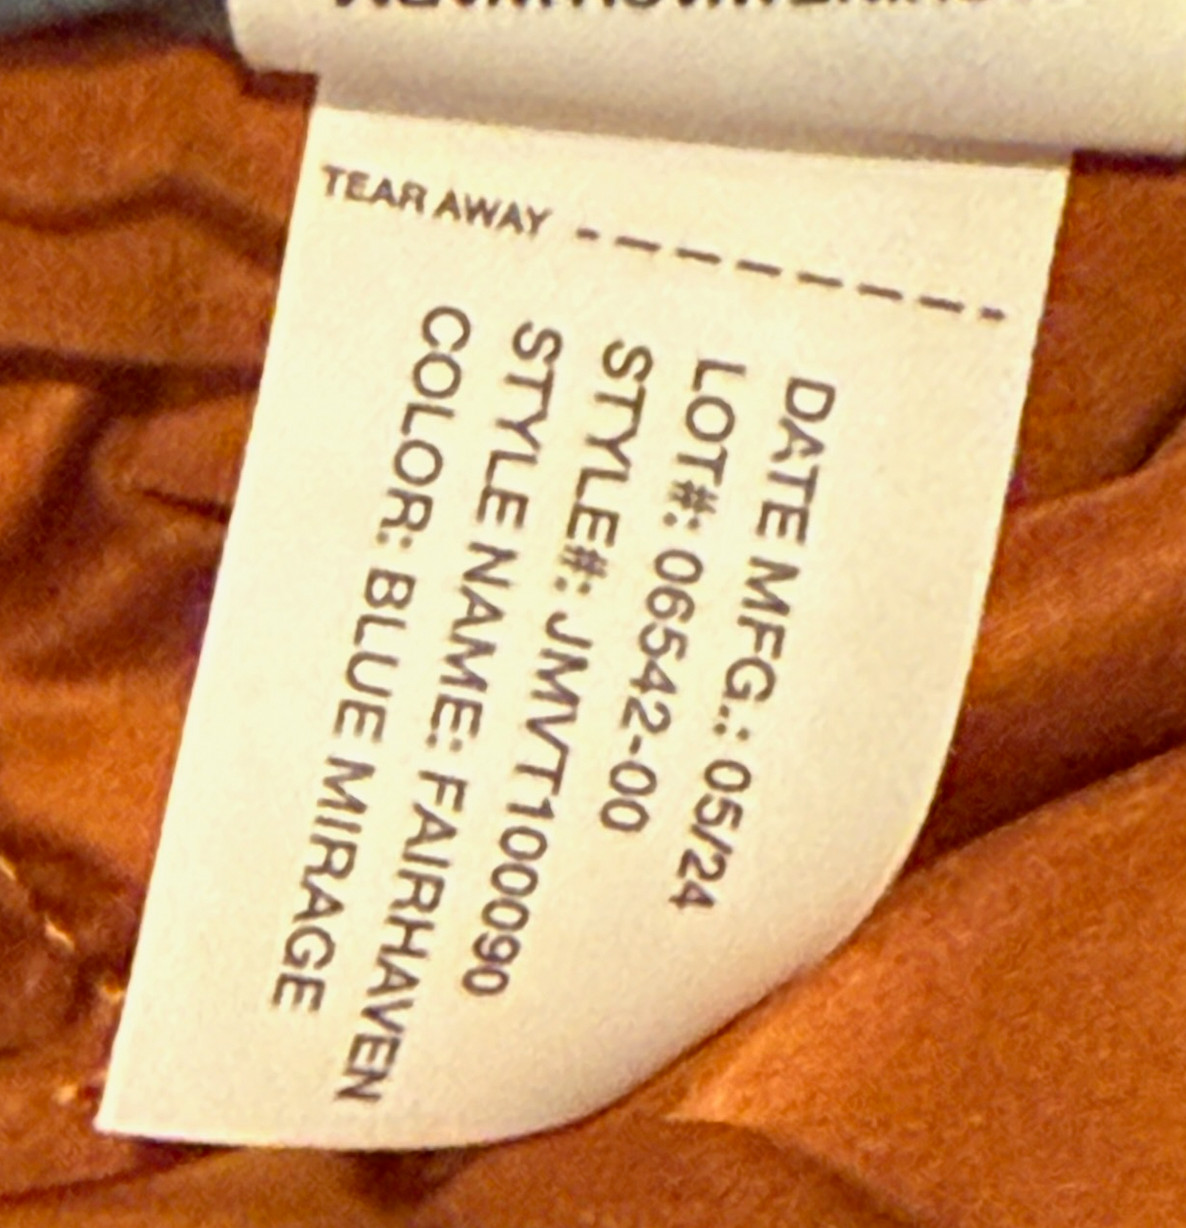 TEAR AWAY
DATE MFG.: 05/24
LOT#: 06542-00
STYLE#: JMVT100090
STYLE NAME: FAIRHAVEN
COLOR: BLUE MIRAGE